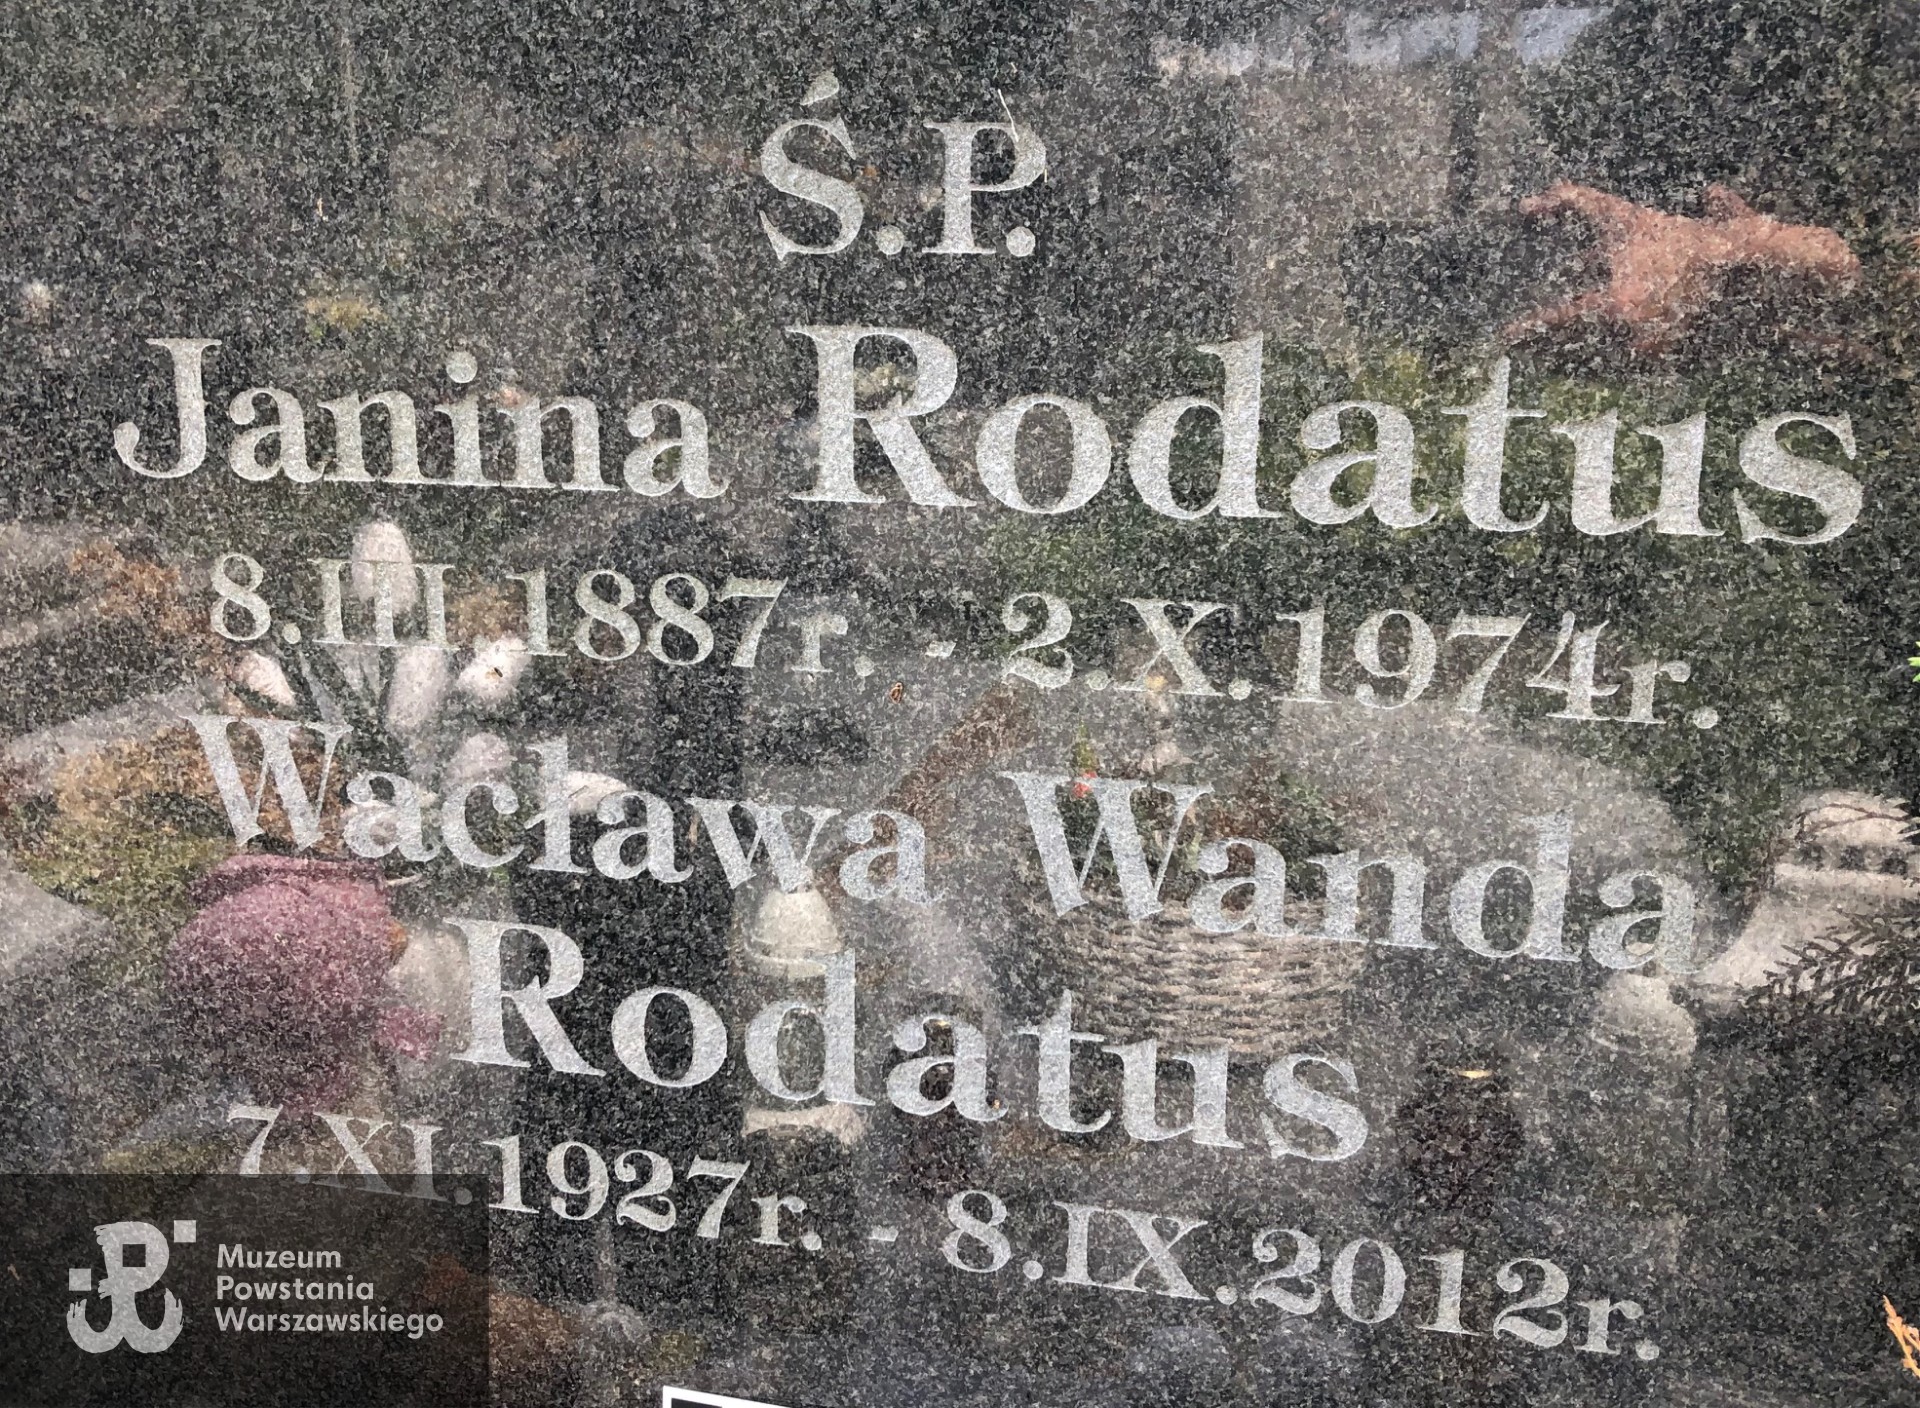 Ś.P.
Janina Rodatus
8.III 1887r. - 2.X.1974r.
Wacława Wanda
Rodatus
7.XI.1927r. - 8.IX.2012r.
Muzeum
Powstania
Warszawskiego